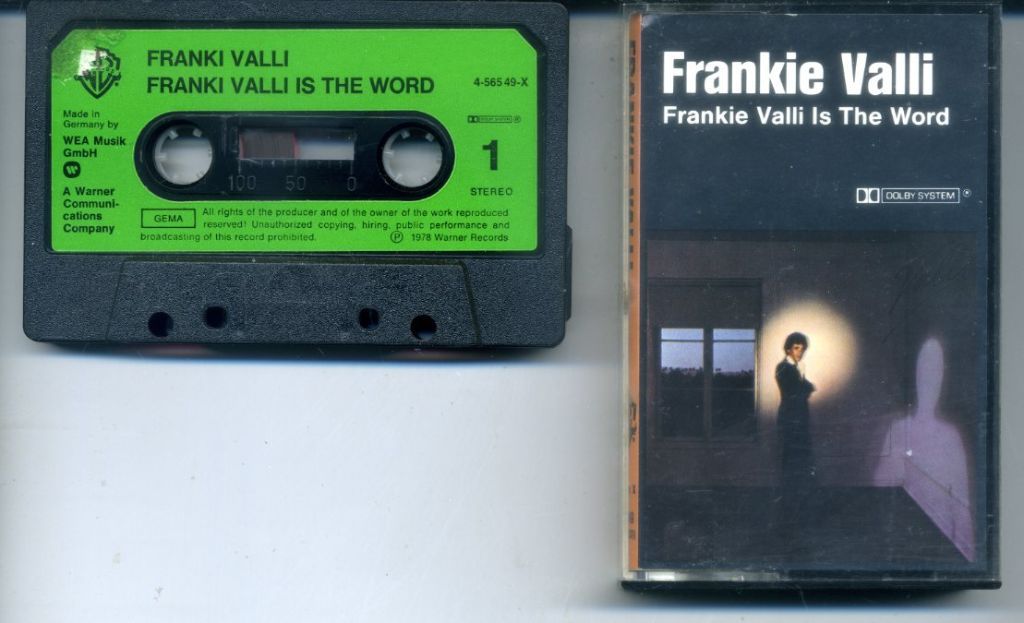 FRANKI VALLI
FRANKI VALLI IS THE WORD
4-56549-X
Made in
Germany by
WEA Musik
GmbH
A Warner
Communi-
cations
Company
DOLBY SYSTEM
1
STEREO
100 50 0
GEMA
All rights of the producer and of the owner of the work reproduced
reserved! Unauthorized copying, hiring, public performance and
broadcasting of this record prohibited.
Ⓟ 1978 Warner Records
Frankie Valli
Frankie Valli Is The Word
DOLBY SYSTEM ®